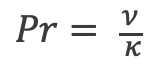 Pr = ν/κ